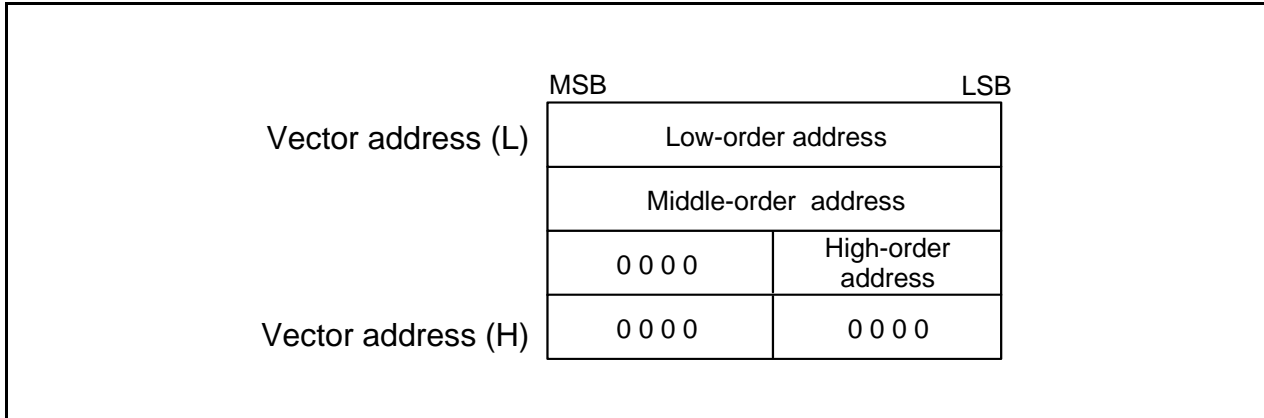 MSB LSB
Vector address (L) Low-order address
Middle-order address
0 0 0 0 High-order
address
Vector address (H) 0 0 0 0 0 0 0 0